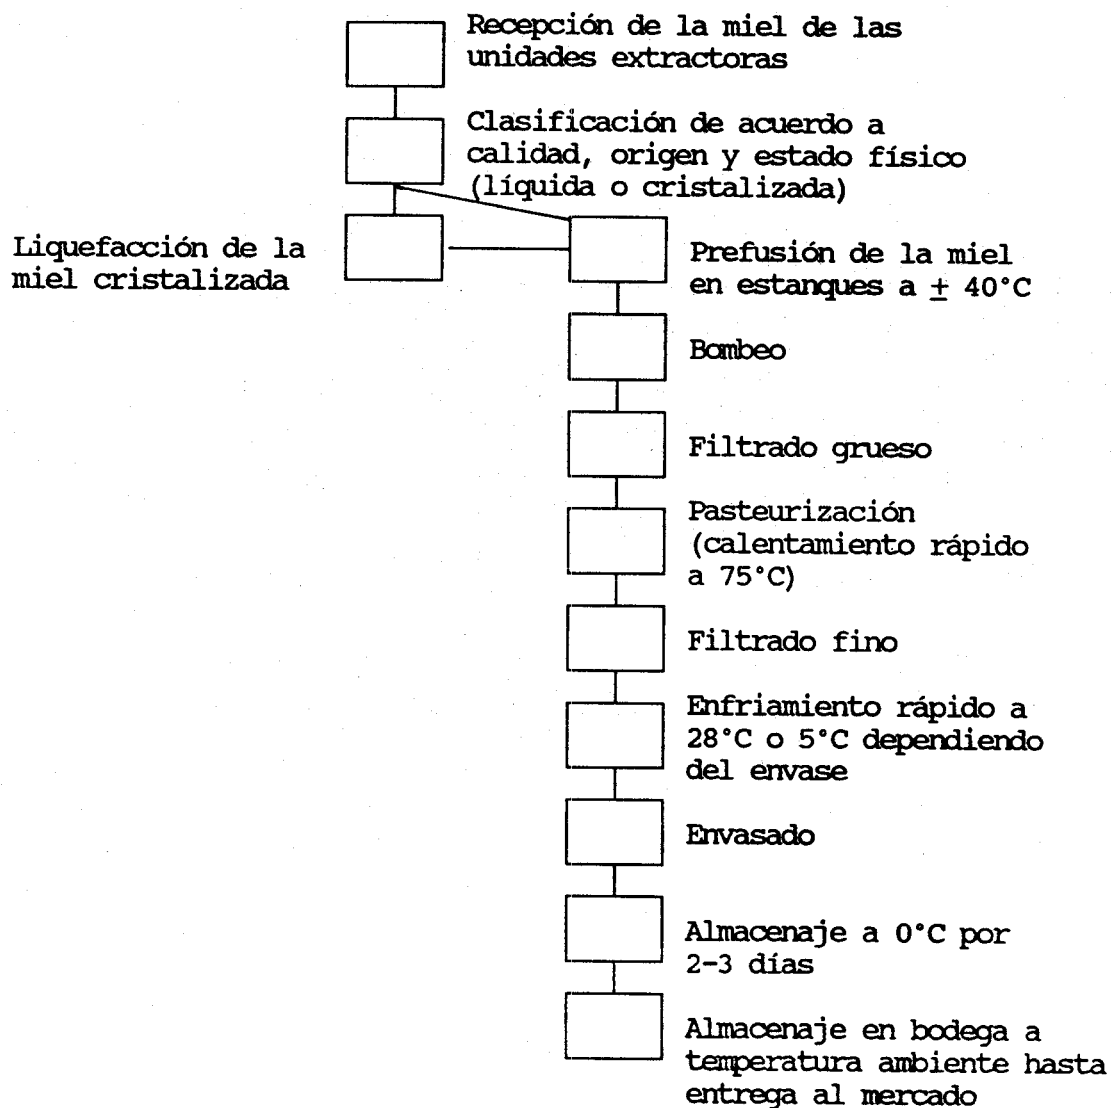 Recepción de la miel de las
unidades extractoras
Clasificación de acuerdo a
calidad, origen y estado físico
(líquida o cristalizada)
Liquefacción de la
miel cristalizada
Prefusión de la miel
en estanques a ± 40°C
Bombeo
Filtrado grueso
Pasteurización
(calentamiento rápido
a 75°C)
Filtrado fino
Enfriamiento rápido a
28°C o 5°C dependiendo
del envase
Envasado
Almacenaje a 0°C por
2-3 días
Almacenaje en bodega a
temperatura ambiente hasta
entrega al mercado